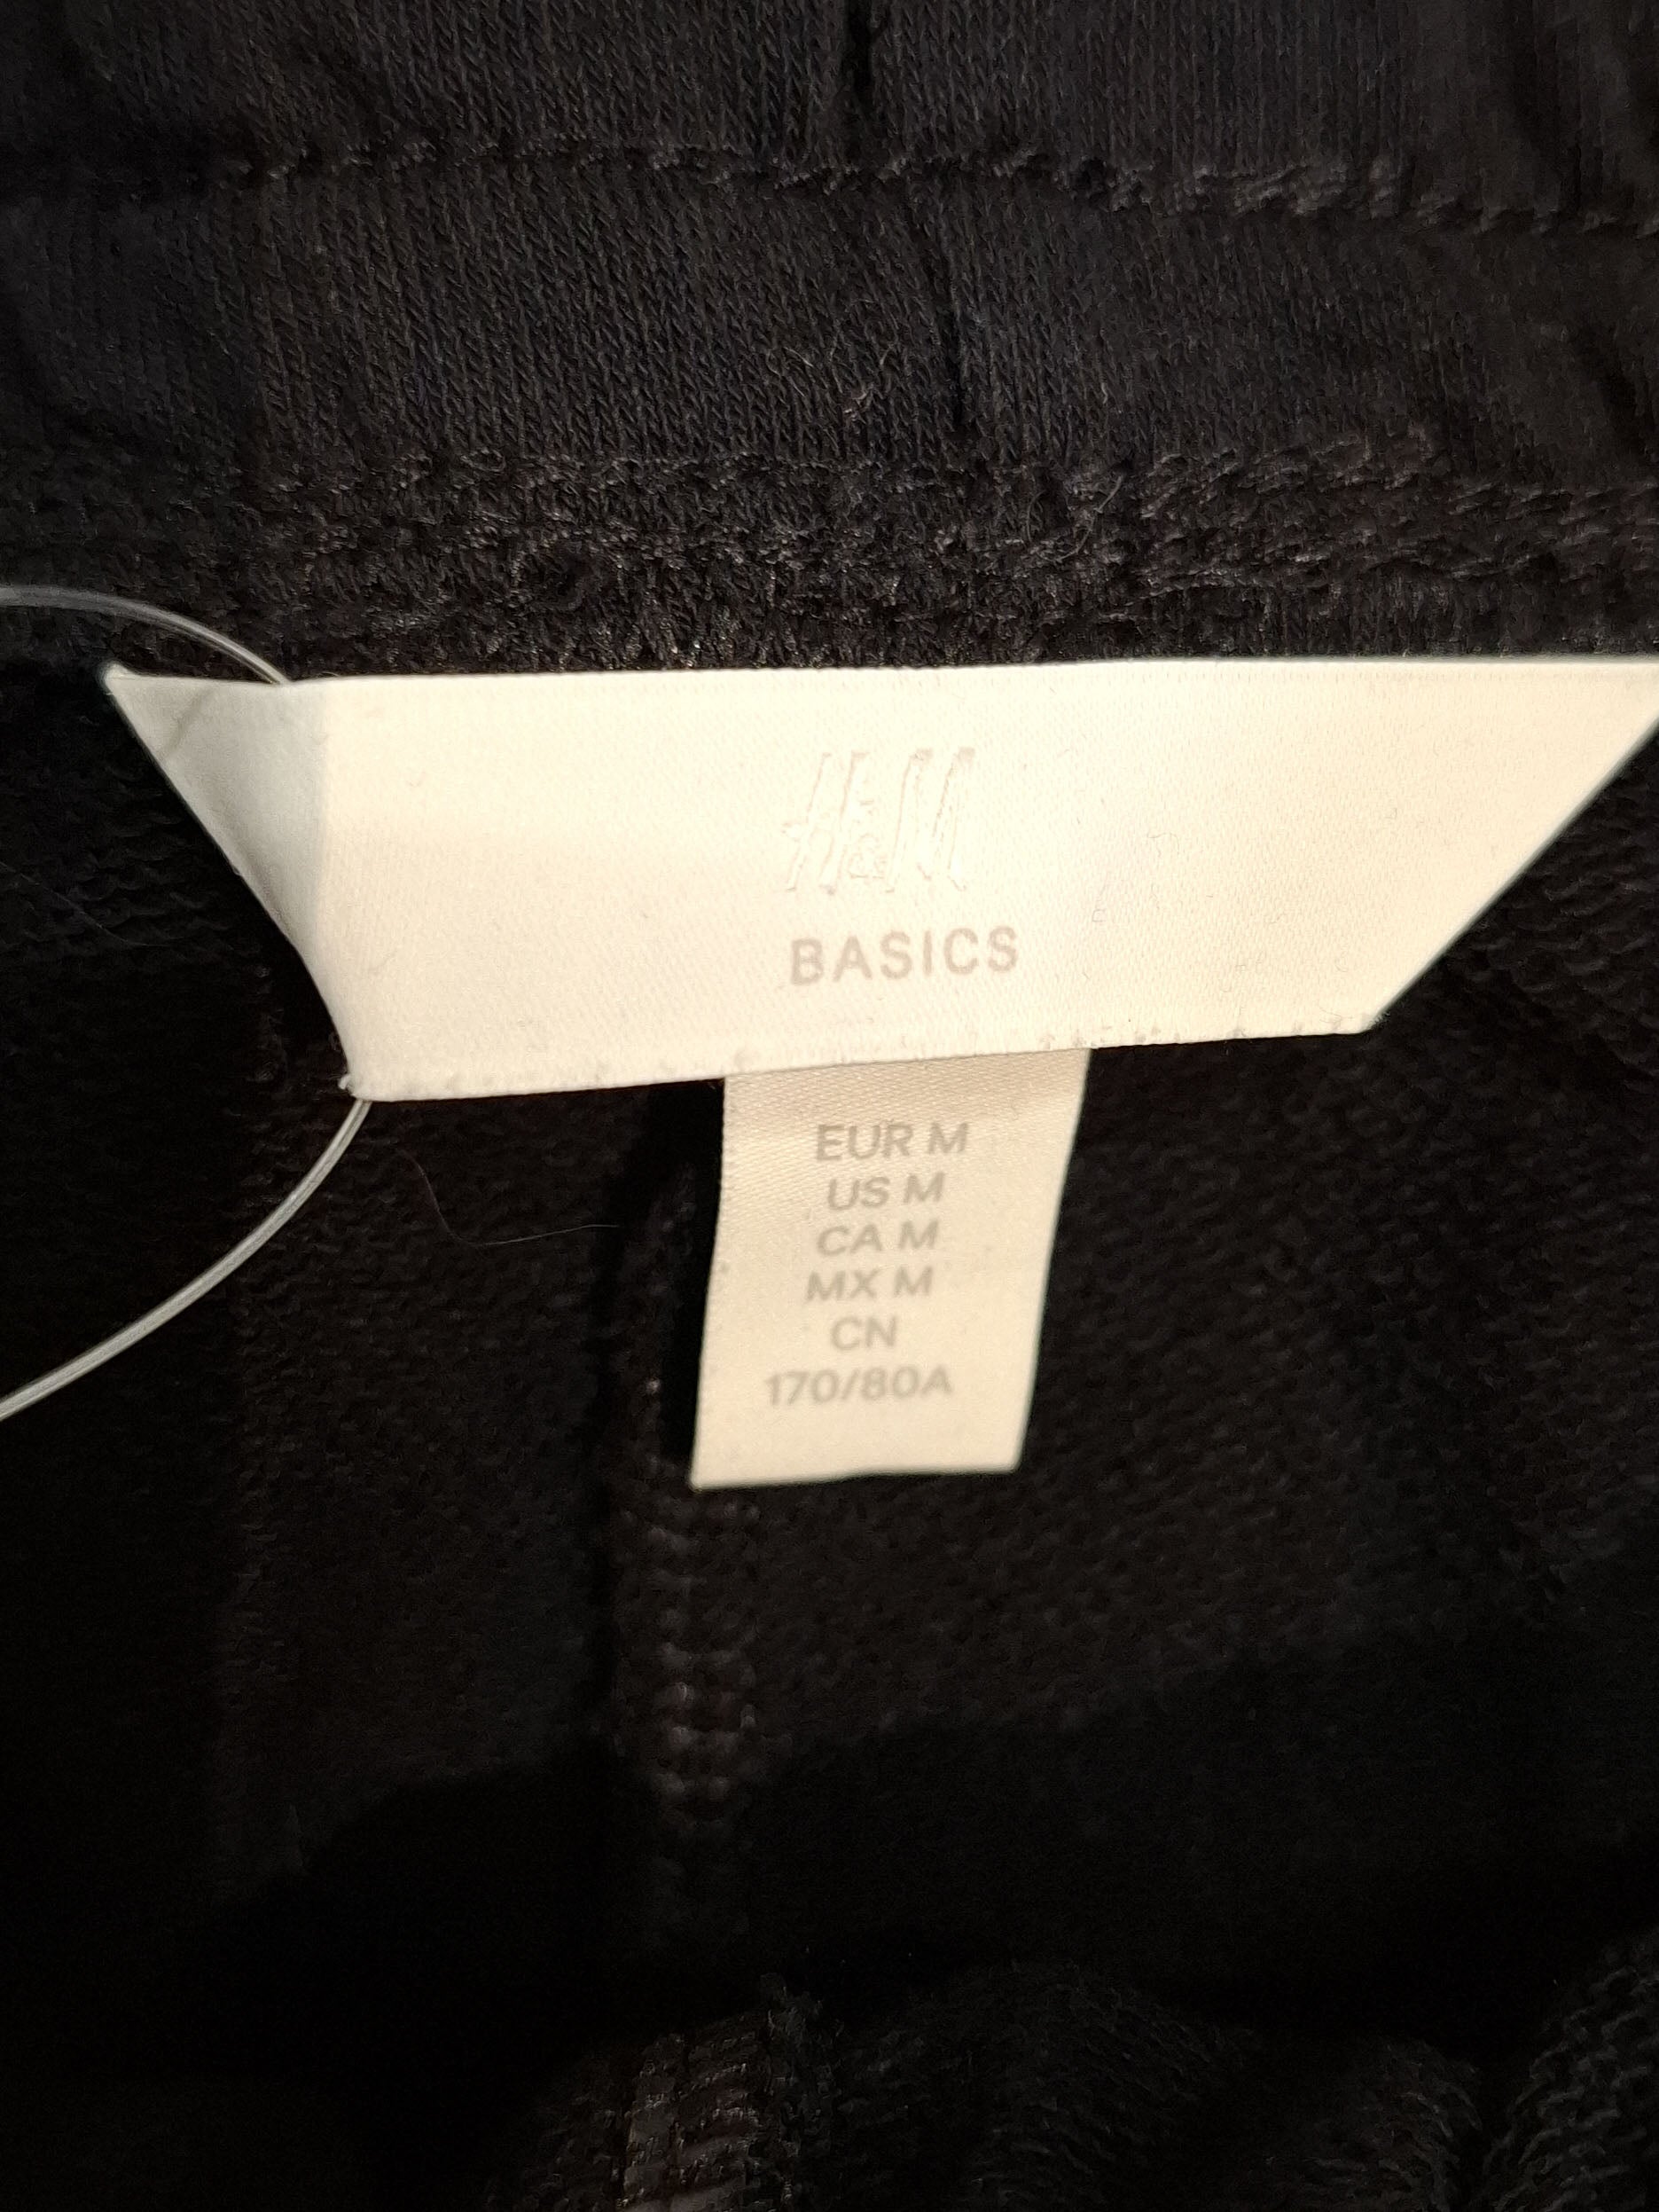 H&M
BASICS
EUR M
US M
CA M
MX M
CN
170/80A